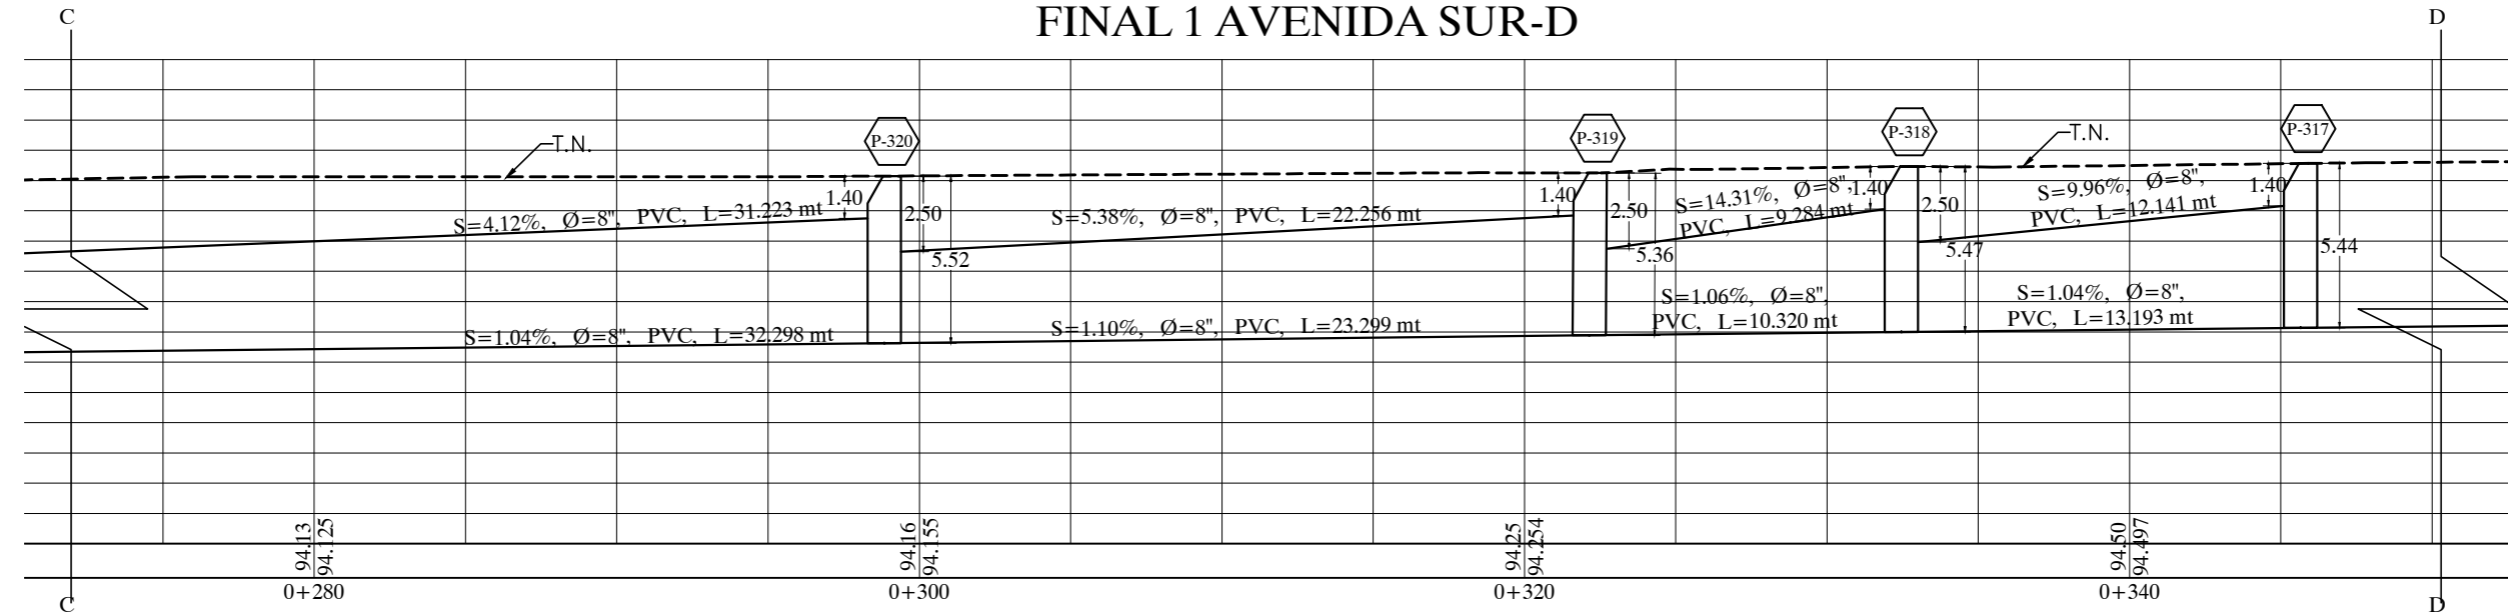 FINAL 1 AVENIDA SUR-D
C
D
P-320
P-319
P-318
P-317
T.N.
T.N.
1.40
2.50
5.52
1.40
2.50
5.36
1.40
2.50
5.47
1.40
5.44
S=4.12%, Ø=8", PVC, L=31.223 mt
S=5.38%, Ø=8", PVC, L=22.256 mt
S=14.31%, Ø=8",
PVC, L=9.284 mt
S=9.96%, Ø=8",
PVC, L=12.141 mt
S=1.04%, Ø=8", PVC, L=32.298 mt
S=1.10%, Ø=8", PVC, L=23.299 mt
S=1.06%, Ø=8",
PVC, L=10.320 mt
S=1.04%, Ø=8",
PVC, L=13.193 mt
94.13
94.125
94.16
94.155
94.25
94.254
94.50
94.497
0+280
0+300
0+320
0+340
C
D